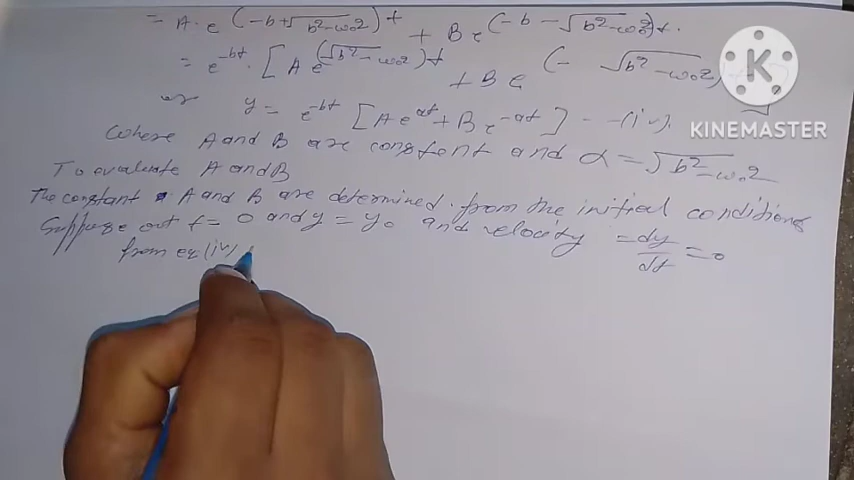 = A. e^(-b+√b²-ω₀²)t + B e^(-b-√b²-ω₀²)t.
= e^-bt. [A e^(√b²-ω₀²)t + B e^(-√b²-ω₀²)
or y = e^-bt [A e^αt + B e^-αt] - -(iv).
Where A and B are constent and α = √b²-ω₀²
To evaluate A and B
The constant A and B are determined from the initial conditions
Suppose out t = 0 and y = y₀ and velocity = dy/dt = 0
from eq (iv)
K
KINEMASTER